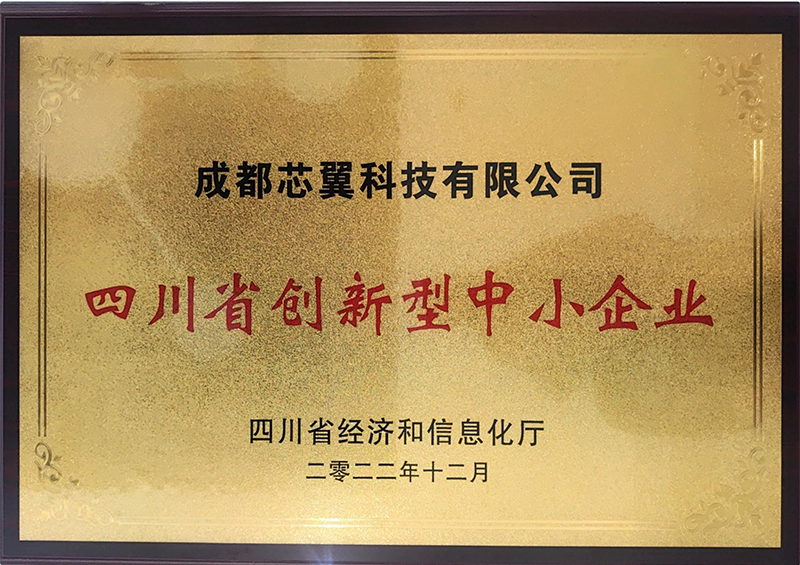 成都芯翼科技有限公司
四川省创新型中小企业
四川省经济和信息化厅
二零二二年十二月